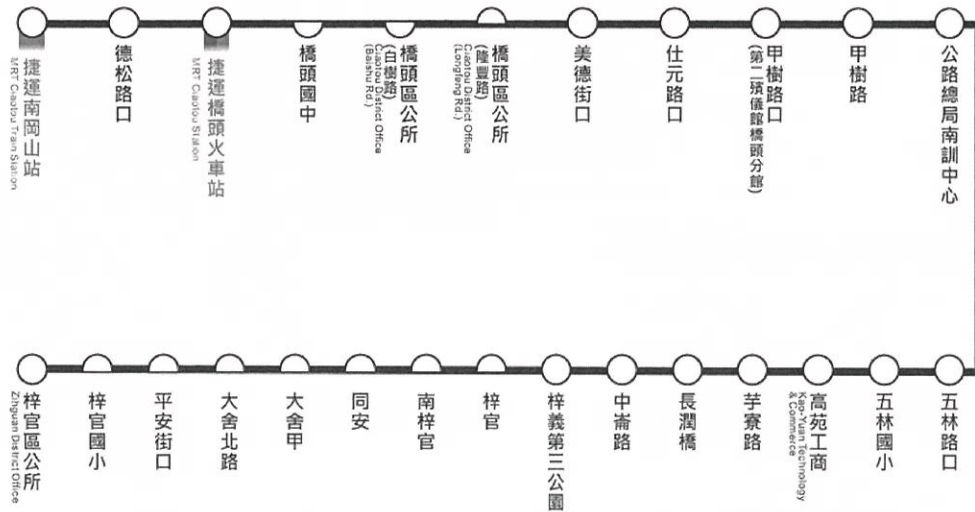 捷運南岡山站
MRT Ciaotou Train Station
德松路口
捷運橋頭火車站
MRT Ciaotou Station
橋頭國中
橋頭區公所
(白樹路)
Ciaotou District Office
(Baishu Rd.)
橋頭區公所
(隆豐路)
Ciaotou District Office
(Longfeng Rd.)
美德街口
仕元路口
甲樹路口
(第二殯儀館橋頭分館)
甲樹路
公路總局南訓中心
梓官區公所
Zihguan District Office
梓官國小
平安街口
大舍北路
大舍甲
同安
南梓官
梓官
梓義第三公園
中崙路
長潤橋
芋寮路
高苑工商
Kao-Yuan Technology
& Commerce
五林國小
五林路口